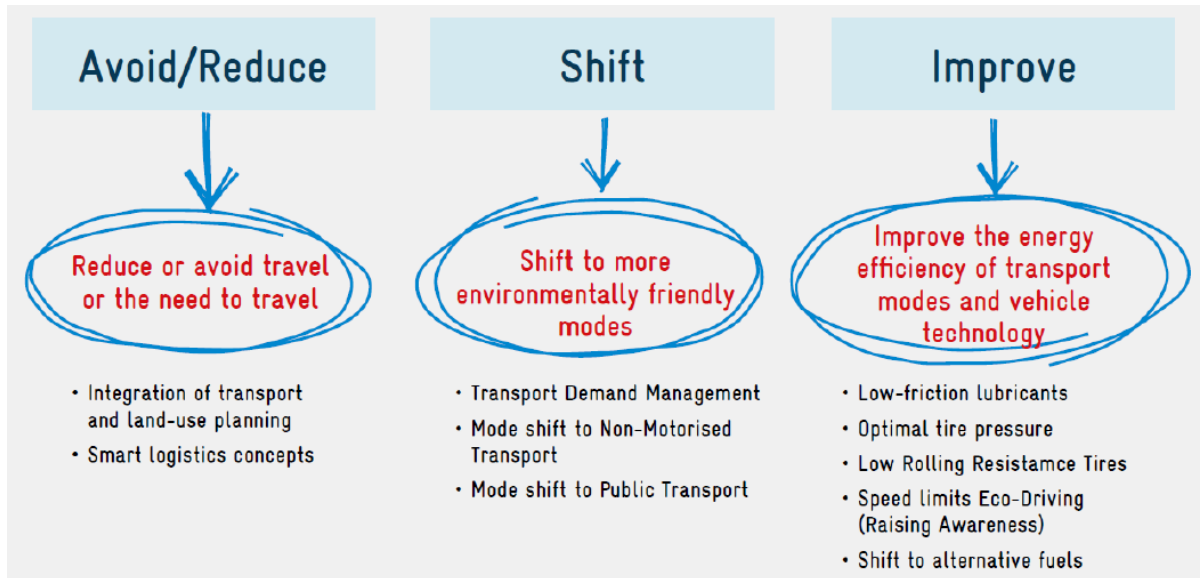 Avoid/Reduce
Reduce or avoid travel
or the need to travel
• Integration of transport
and land-use planning
• Smart logistics concepts
Shift
Shift to more
environmentally friendly
modes
• Transport Demand Management
• Mode shift to Non-Motorised
Transport
• Mode shift to Public Transport
Improve
Improve the energy
efficiency of transport
modes and vehicle
technology
• Low-friction lubricants
• Optimal tire pressure
• Low Rolling Resistamce Tires
• Speed limits Eco-Driving
(Raising Awareness)
• Shift to alternative fuels